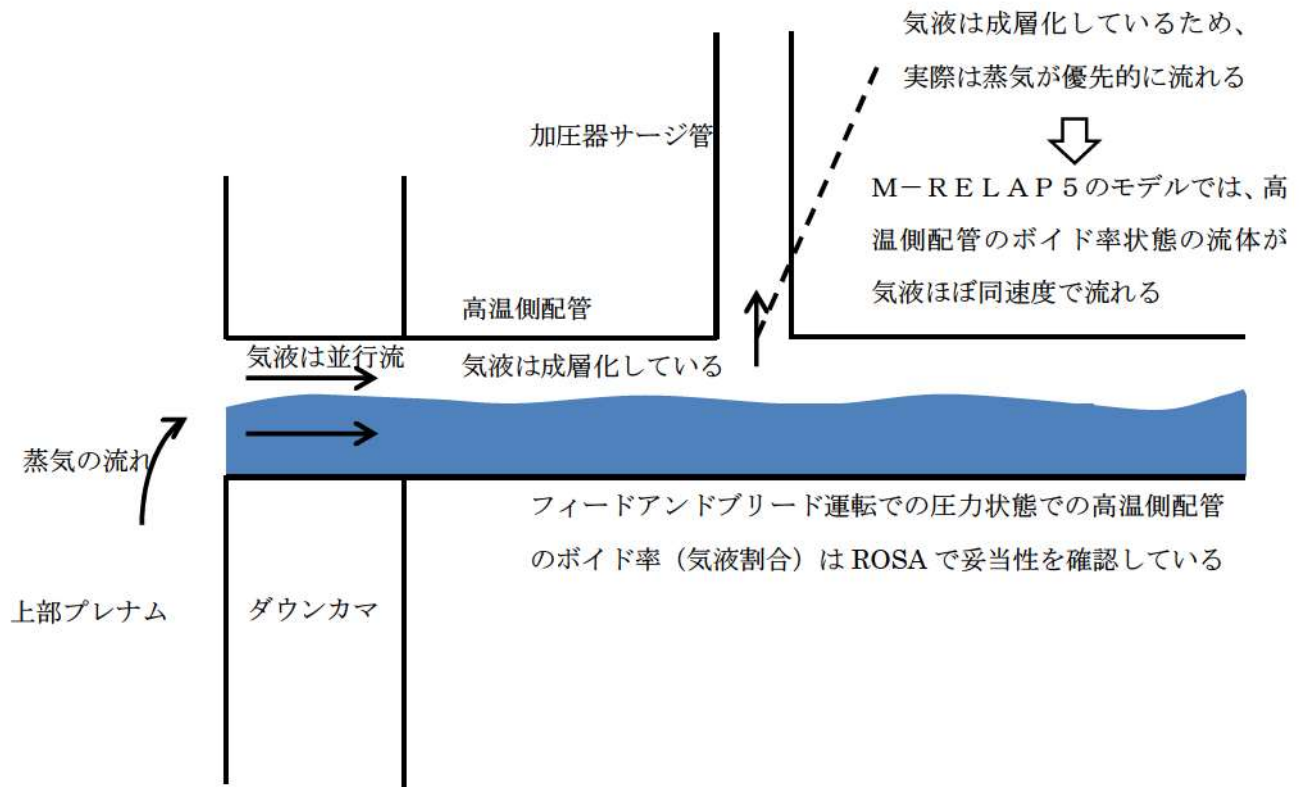 気液は成層化しているため、
実際は蒸気が優先的に流れる
加圧器サージ管
M-RELAP5のモデルでは、高
温側配管のボイド率状態の流体が
気液ほぼ同速度で流れる
高温側配管
気液は並行流
気液は成層化している
蒸気の流れ
フィードアンドブリード運転での圧力状態での高温側配管
のボイド率（気液割合）は ROSA で妥当性を確認している
上部プレナム
ダウンカマ